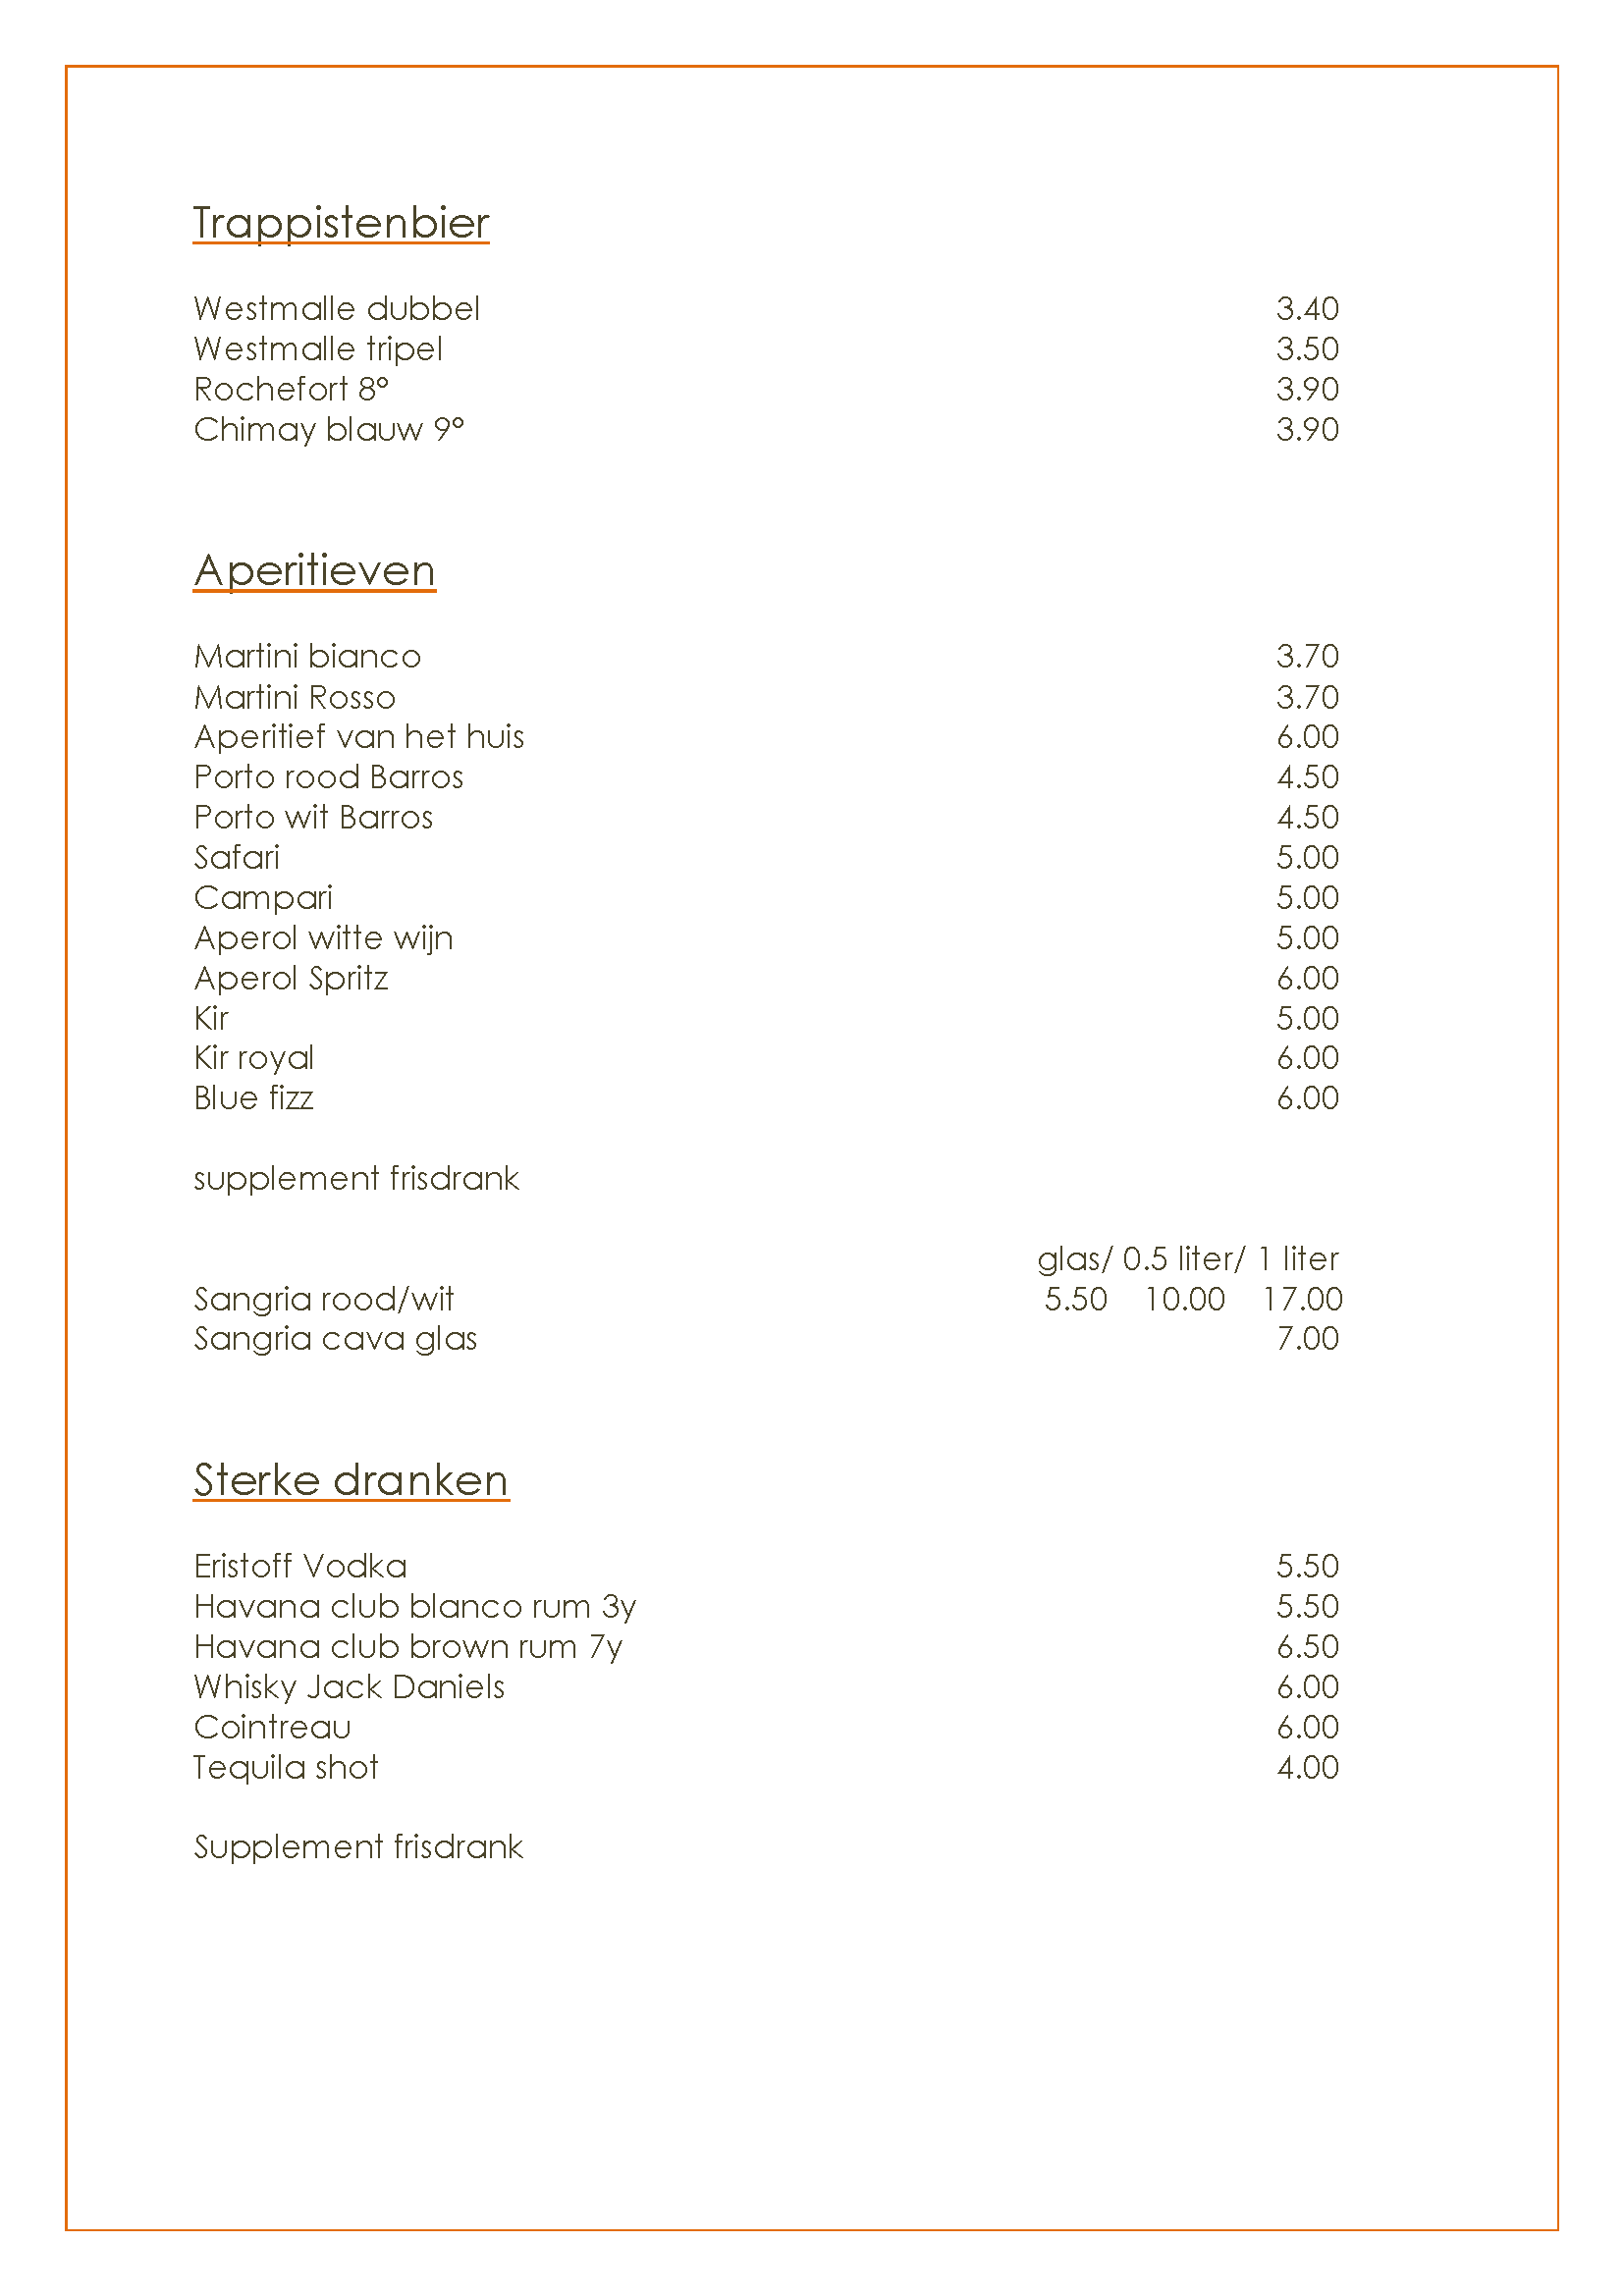 Trappistenbier
Westmalle dubbel 3.40
Westmalle tripel 3.50
Rochefort 8° 3.90
Chimay blauw 9° 3.90
Aperitieven
Martini bianco 3.70
Martini Rosso 3.70
Aperitief van het huis 6.00
Porto rood Barros 4.50
Porto wit Barros 4.50
Safari 5.00
Campari 5.00
Aperol witte wijn 5.00
Aperol Spritz 6.00
Kir 5.00
Kir royal 6.00
Blue fizz 6.00
supplement frisdrank
glas/ 0.5 liter/ 1 liter
Sangria rood/wit 5.50 10.00 17.00
Sangria cava glas 7.00
Sterke dranken
Eristoff Vodka 5.50
Havana club blanco rum 3y 5.50
Havana club brown rum 7y 6.50
Whisky Jack Daniels 6.00
Cointreau 6.00
Tequila shot 4.00
Supplement frisdrank